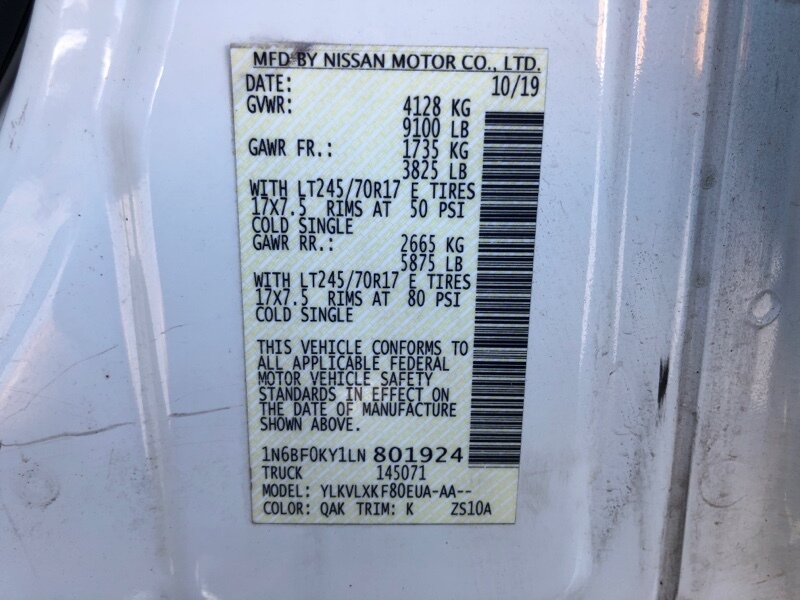 MFD BY NISSAN MOTOR CO., LTD.
DATE: 10/19
GVWR: 4128 KG
9100 LB
GAWR FR.: 1735 KG
3825 LB
WITH LT245/70R17 E TIRES
17X7.5 RIMS AT 50 PSI
COLD SINGLE
GAWR RR.: 2665 KG
5875 LB
WITH LT245/70R17 E TIRES
17X7.5 RIMS AT 80 PSI
COLD SINGLE
THIS VEHICLE CONFORMS TO
ALL APPLICABLE FEDERAL
MOTOR VEHICLE SAFETY
STANDARDS IN EFFECT ON
THE DATE OF MANUFACTURE
SHOWN ABOVE.
1N6BF0KY1LN 801924
TRUCK 145071
MODEL: YLKVLXKF80EUA-AA--
COLOR: QAK TRIM: K ZS10A